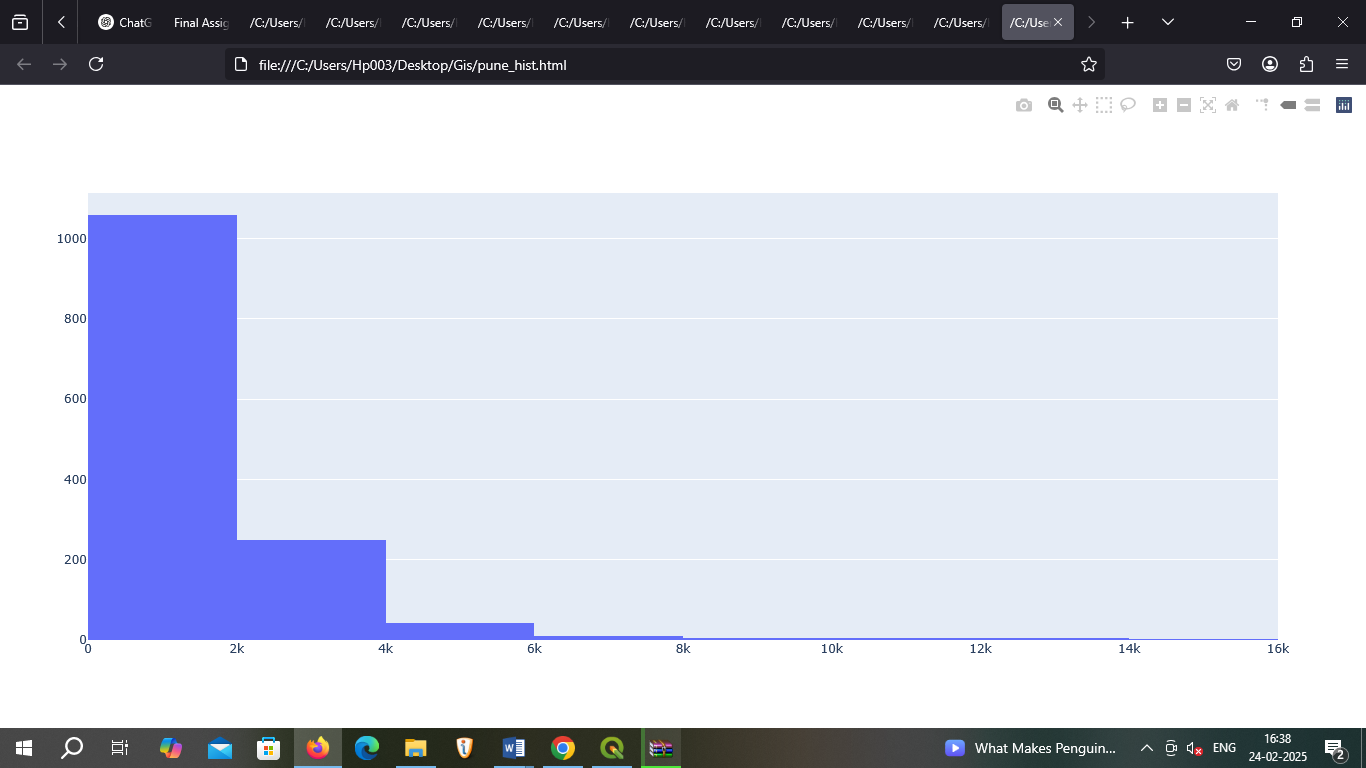 ChatG Final Assig /C:/Users/ /C:/Users/ /C:/Users/ /C:/Users/ /C:/Users/ /C:/Users/ /C:/Users/ /C:/Users/ /C:/Users/ /C:/Users/ /C:/Use
file:///C:/Users/Hp003/Desktop/Gis/pune_hist.html
1000
800
600
400
200
0
0 2k 4k 6k 8k 10k 12k 14k 16k
What Makes Penguin... ENG 16:38
24-02-2025 2